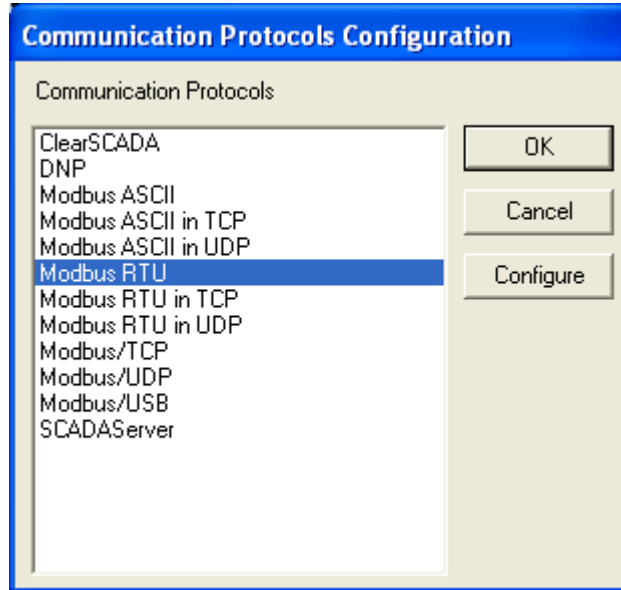 Communication Protocols Configuration
Communication Protocols
ClearSCADA
DNP
Modbus ASCII
Modbus ASCII in TCP
Modbus ASCII in UDP
Modbus RTU
Modbus RTU in TCP
Modbus RTU in UDP
Modbus/TCP
Modbus/UDP
Modbus/USB
SCADAServer
OK
Cancel
Configure